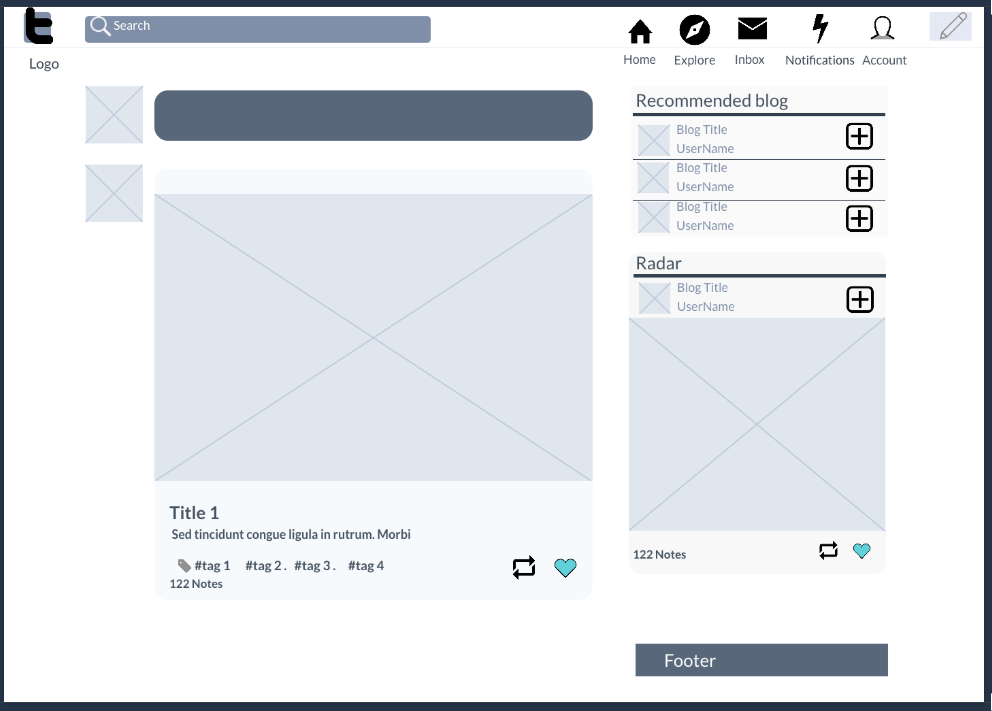 t
Search
Logo
Home Explore Inbox Notifications Account
Recommended blog
Blog Title
UserName
Blog Title
UserName
Blog Title
UserName
Radar
Blog Title
UserName
122 Notes
Title 1
Sed tincidunt congue ligula in rutrum. Morbi
#tag 1 #tag 2 . #tag 3 . #tag 4
122 Notes
Footer